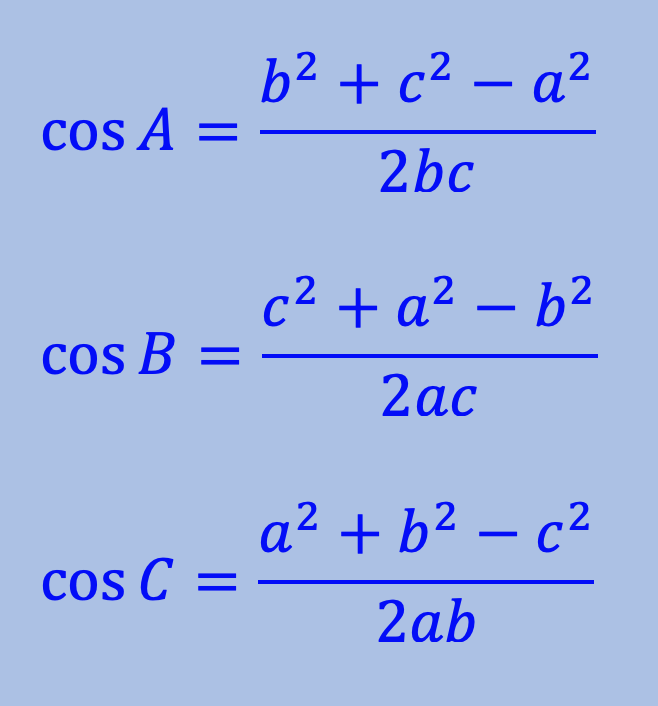 cos A = (b² + c² − a²) / 2bc
cos B = (c² + a² − b²) / 2ac
cos C = (a² + b² − c²) / 2ab